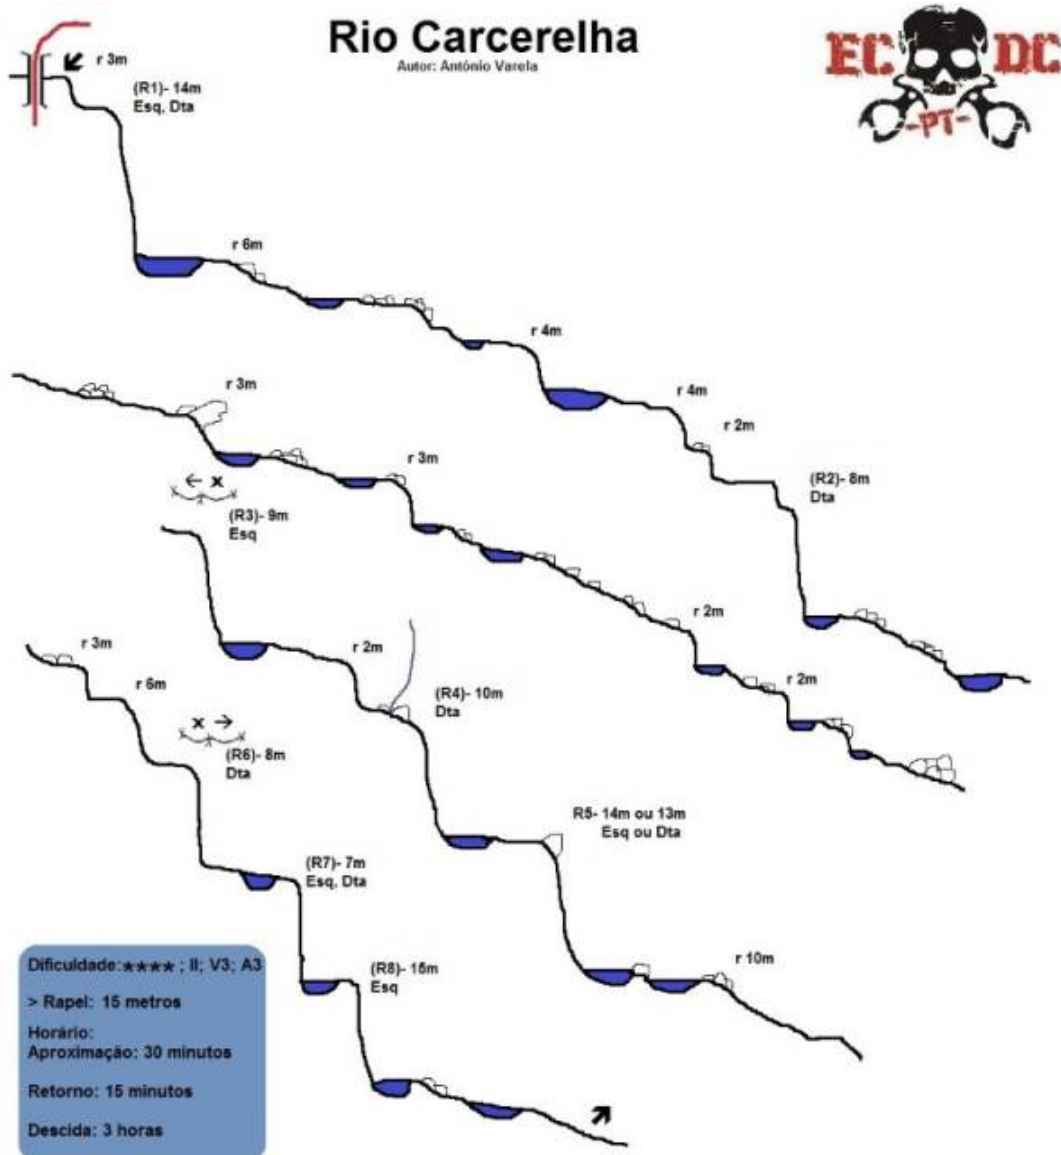 Rio Carcerelha
Autor: António Varela
EC DC
-PT-
r 3m
(R1)- 14m
Esq, Dta
r 6m
r 4m
r 4m
r 2m
(R2)- 8m
Dta
r 3m
r 3m
r 2m
r 2m
← x
(R3)- 9m
Esq
r 2m
(R4)- 10m
Dta
R5- 14m ou 13m
Esq ou Dta
r 10m
r 3m
r 6m
x →
(R6)- 8m
Dta
(R7)- 7m
Esq, Dta
(R8)- 15m
Esq
Dificuldade:★★★★ ; II; V3; A3
> Rapel: 15 metros
Horário:
Aproximação: 30 minutos
Retorno: 15 minutos
Descida: 3 horas